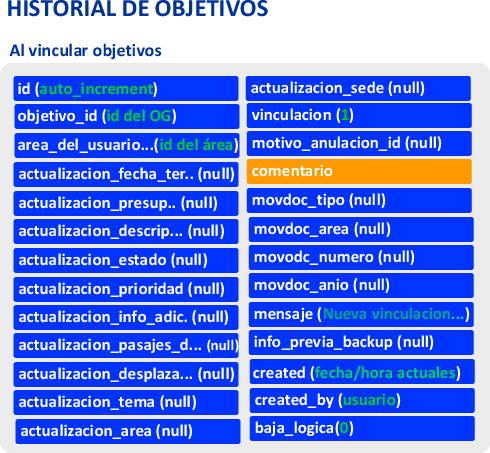 HISTORIAL DE OBJETIVOS
Al vincular objetivos
id (auto_increment)
objetivo_id (id del OG)
area_del_usuario...(id del área)
actualizacion_fecha_ter.. (null)
actualizacion_presup.. (null)
actualizacion_descrip... (null)
actualizacion_estado (null)
actualizacion_prioridad (null)
actualizacion_info_adic. (null)
actualizacion_pasajes_d... (null)
actualizacion_desplaza... (null)
actualizacion_tema (null)
actualizacion_area (null)
actualizacion_sede (null)
vinculacion (1)
motivo_anulacion_id (null)
comentario
movdoc_tipo (null)
movdoc_area (null)
movodc_numero (null)
movdoc_anio (null)
mensaje (Nueva vinculacion...)
info_previa_backup (null)
created (fecha/hora actuales)
created_by (usuario)
baja_logica(0)